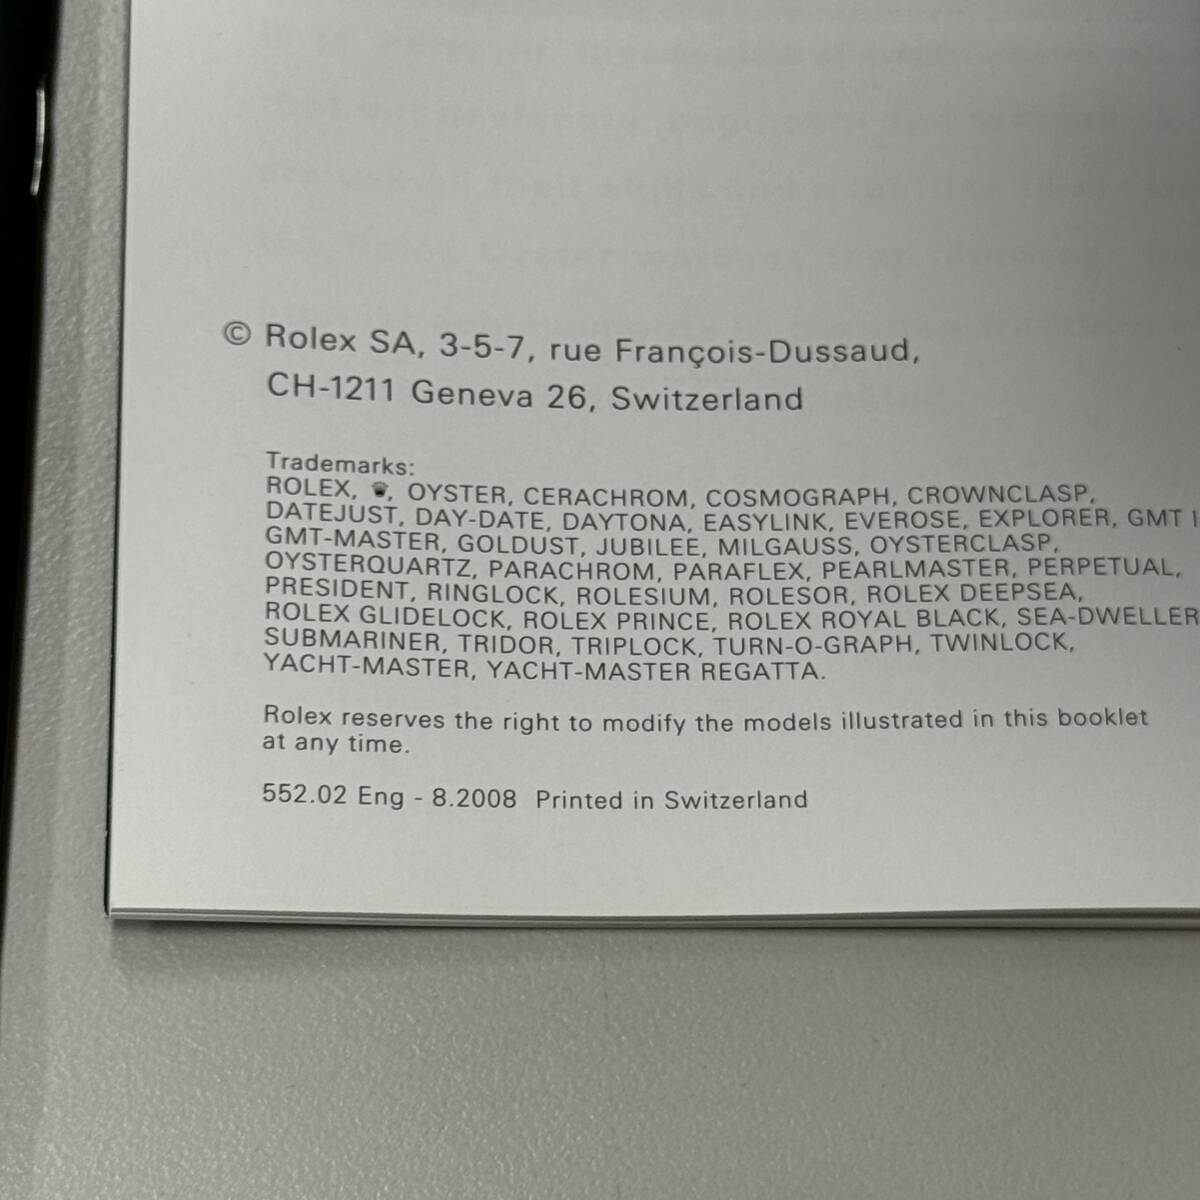 © Rolex SA, 3-5-7, rue François-Dussaud,
CH-1211 Geneva 26, Switzerland
Trademarks:
ROLEX, ♛, OYSTER, CERACHROM, COSMOGRAPH, CROWNCLASP,
DATEJUST, DAY-DATE, DAYTONA, EASYLINK, EVEROSE, EXPLORER, GMT
GMT-MASTER, GOLDUST, JUBILEE, MILGAUSS, OYSTERCLASP,
OYSTERQUARTZ, PARACHROM, PARAFLEX, PEARLMASTER, PERPETUAL,
PRESIDENT, RINGLOCK, ROLESIUM, ROLESOR, ROLEX DEEPSEA,
ROLEX GLIDELOCK, ROLEX PRINCE, ROLEX ROYAL BLACK, SEA-DWELLER
SUBMARINER, TRIDOR, TRIPLOCK, TURN-O-GRAPH, TWINLOCK,
YACHT-MASTER, YACHT-MASTER REGATTA.
Rolex reserves the right to modify the models illustrated in this booklet
at any time.
552.02 Eng - 8.2008 Printed in Switzerland